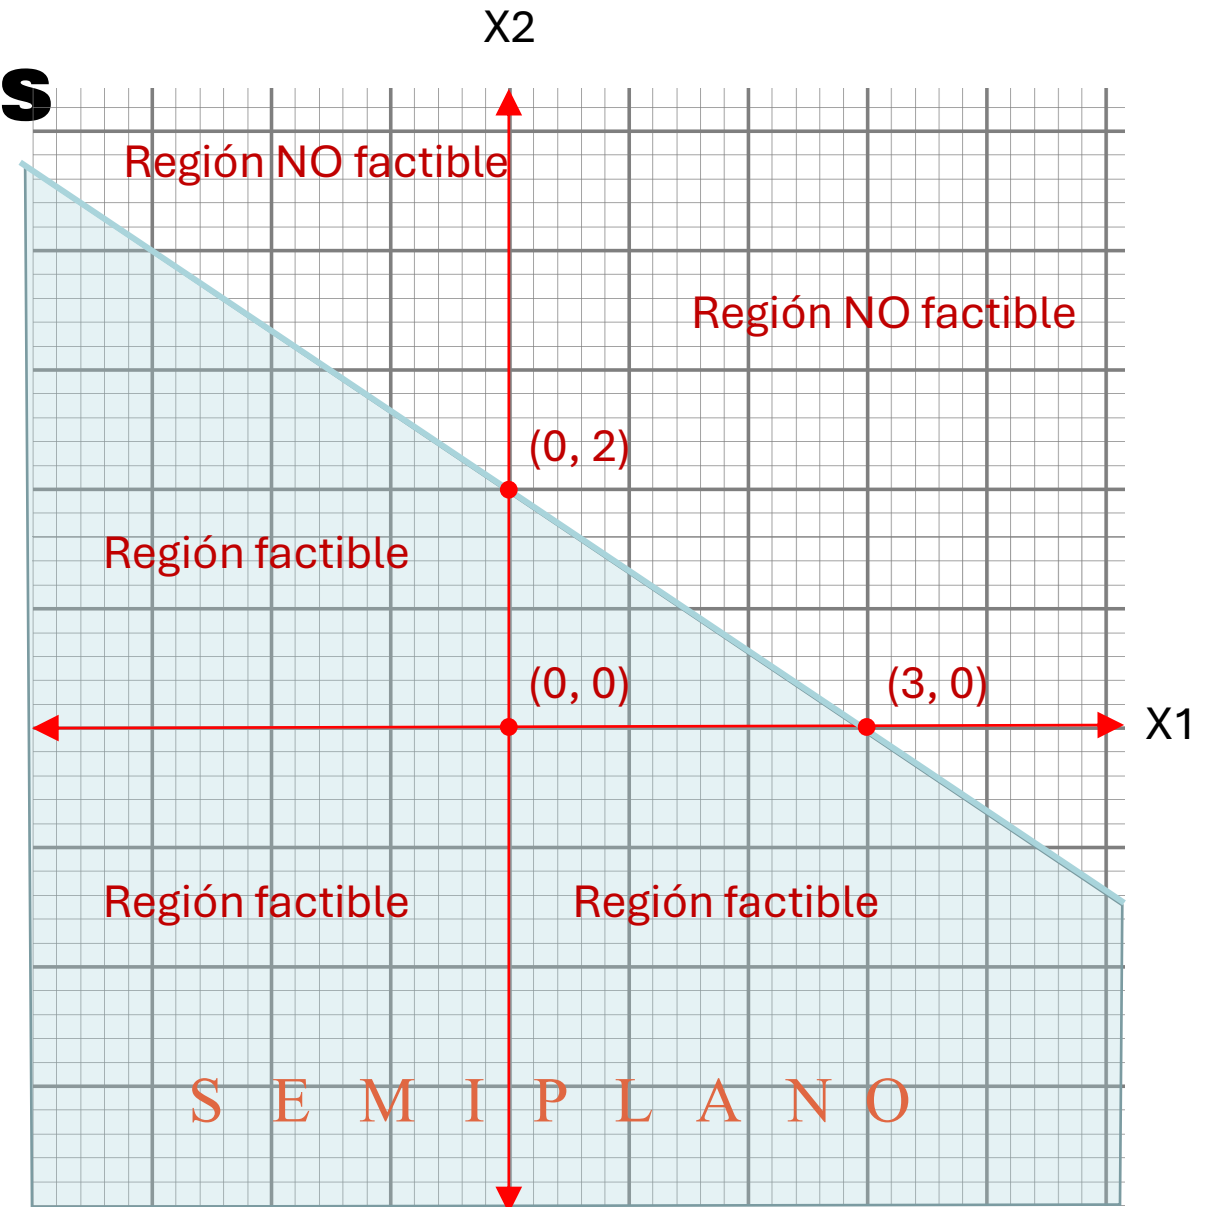 X2
S
Región NO factible
Región NO factible
(0, 2)
Región factible
(0, 0)
(3, 0)
X1
Región factible
Región factible
SEMIPLANO